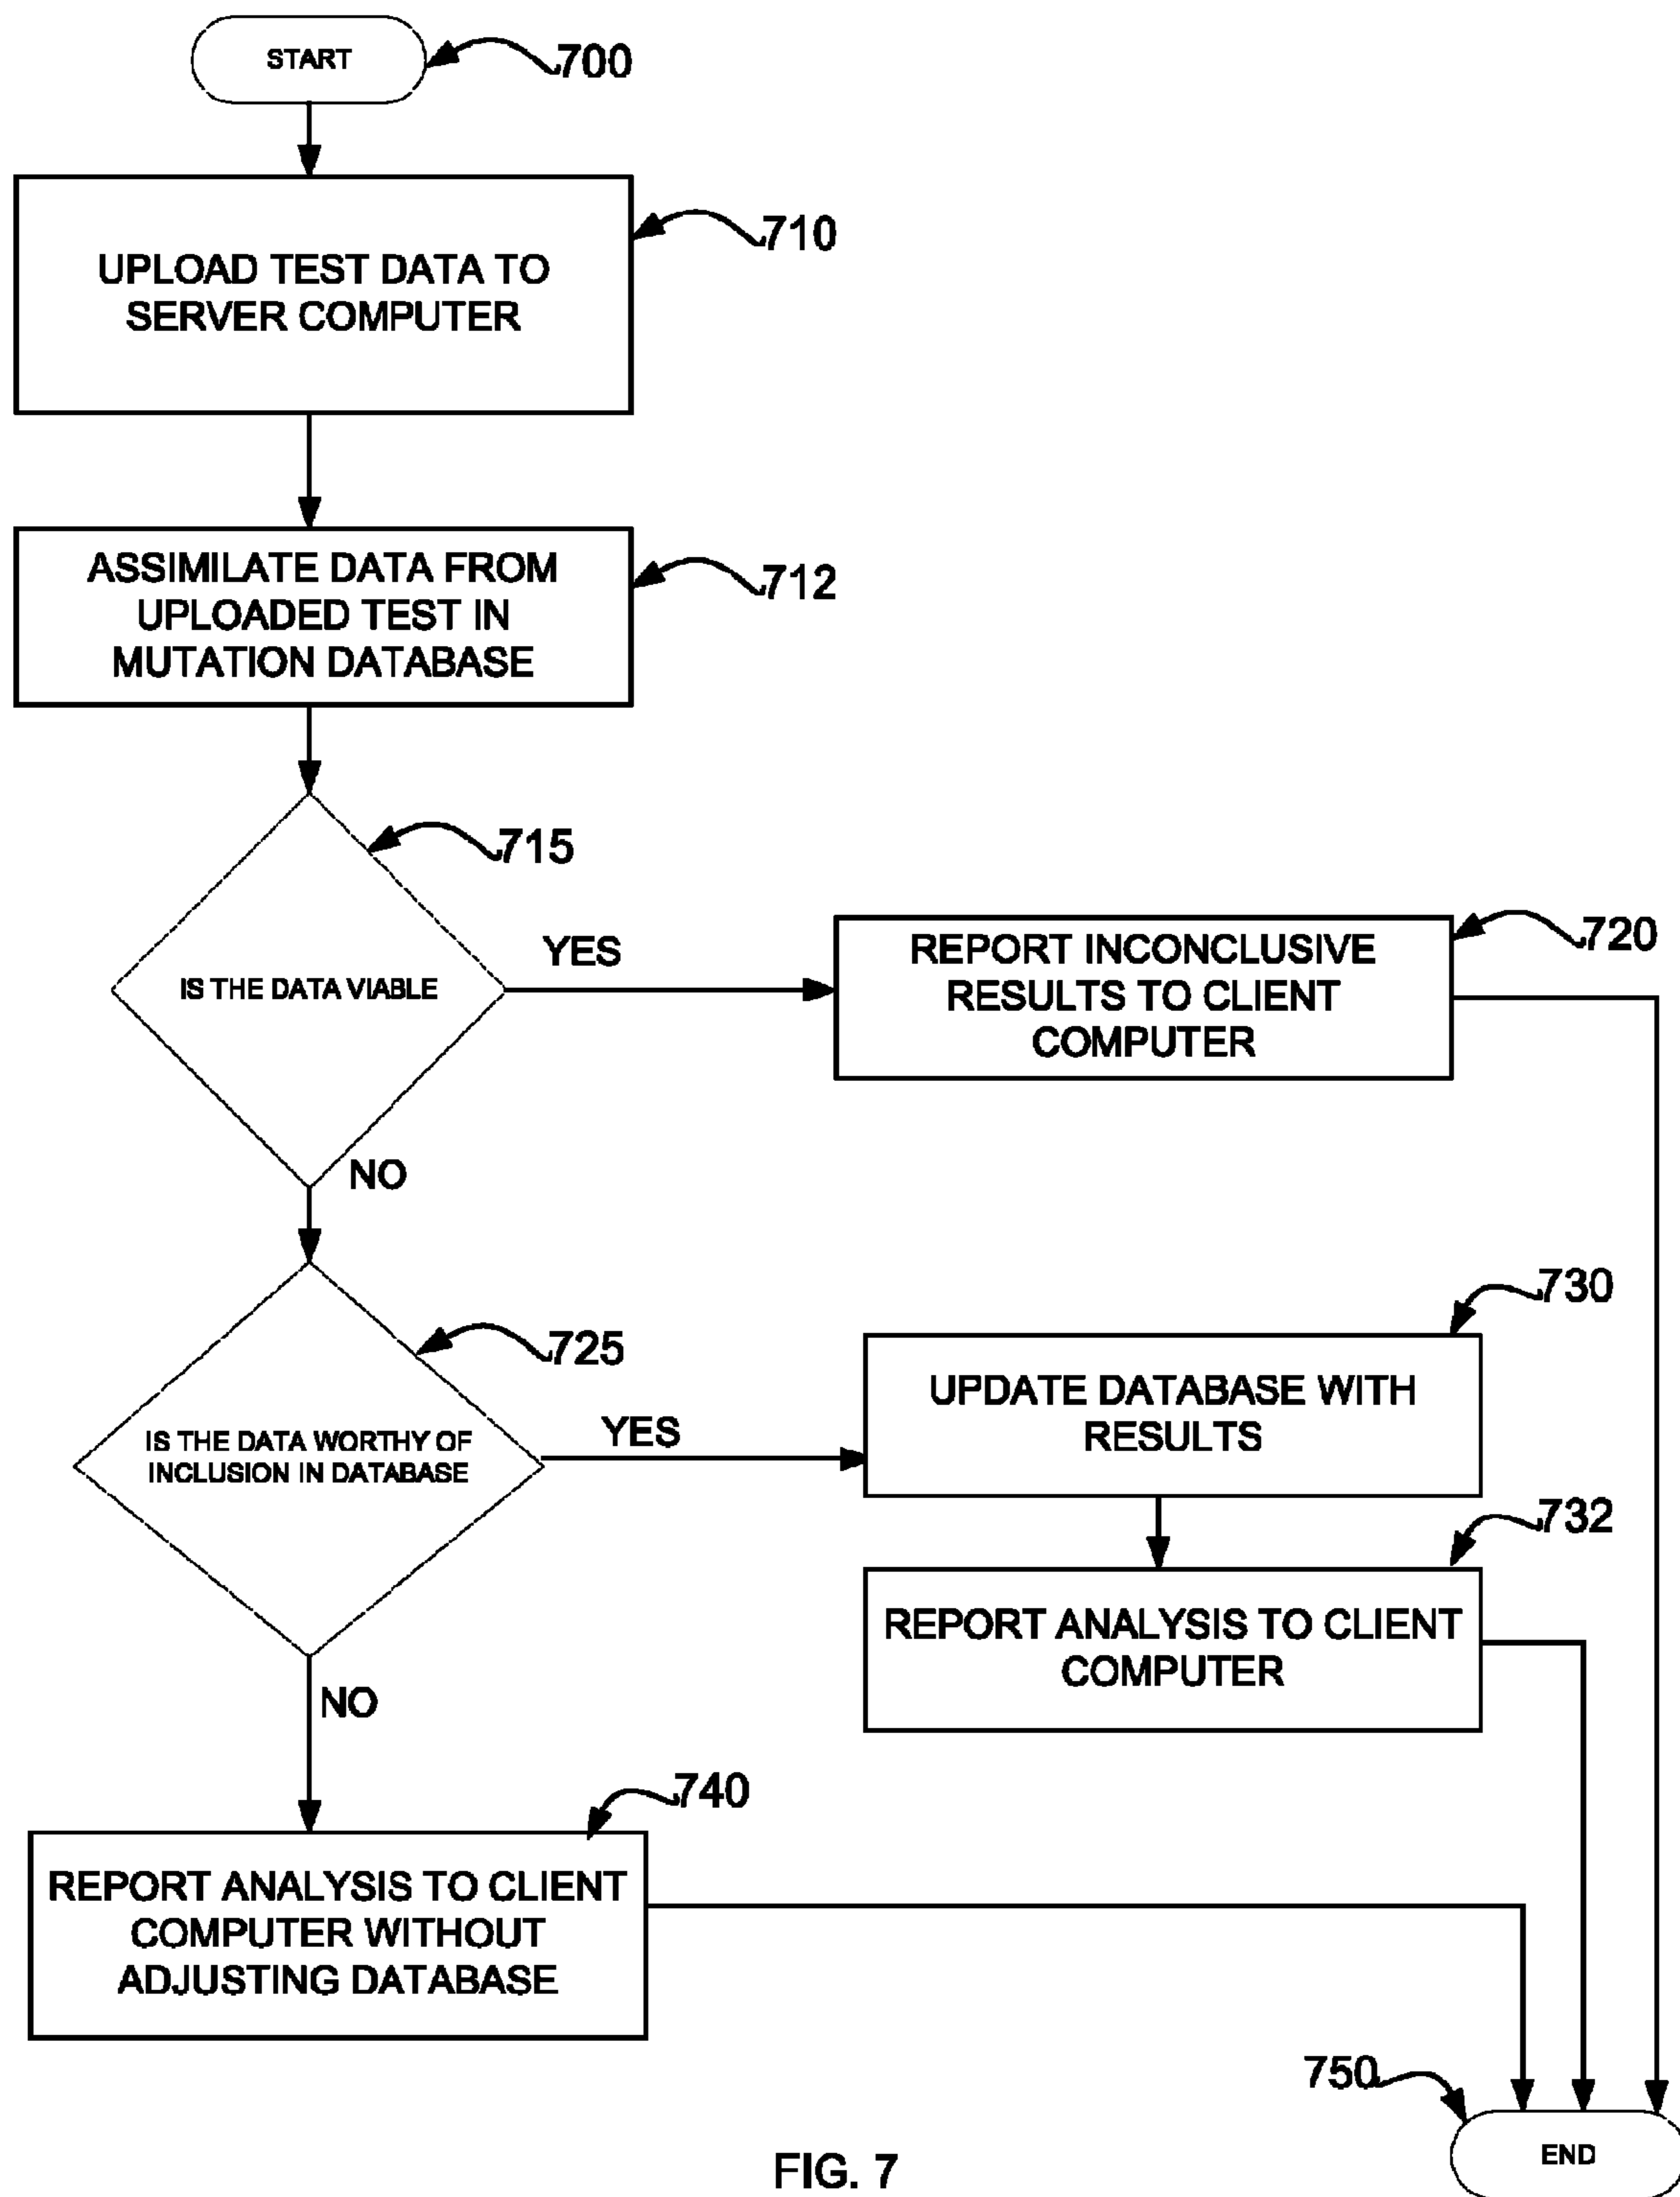 START
700
UPLOAD TEST DATA TO
SERVER COMPUTER
710
ASSIMILATE DATA FROM
UPLOADED TEST IN
MUTATION DATABASE
712
715
IS THE DATA VIABLE
YES
NO
REPORT INCONCLUSIVE
RESULTS TO CLIENT
COMPUTER
720
725
IS THE DATA WORTHY OF
INCLUSION IN DATABASE
YES
NO
730
UPDATE DATABASE WITH
RESULTS
732
REPORT ANALYSIS TO CLIENT
COMPUTER
740
REPORT ANALYSIS TO CLIENT
COMPUTER WITHOUT
ADJUSTING DATABASE
750
END
FIG. 7